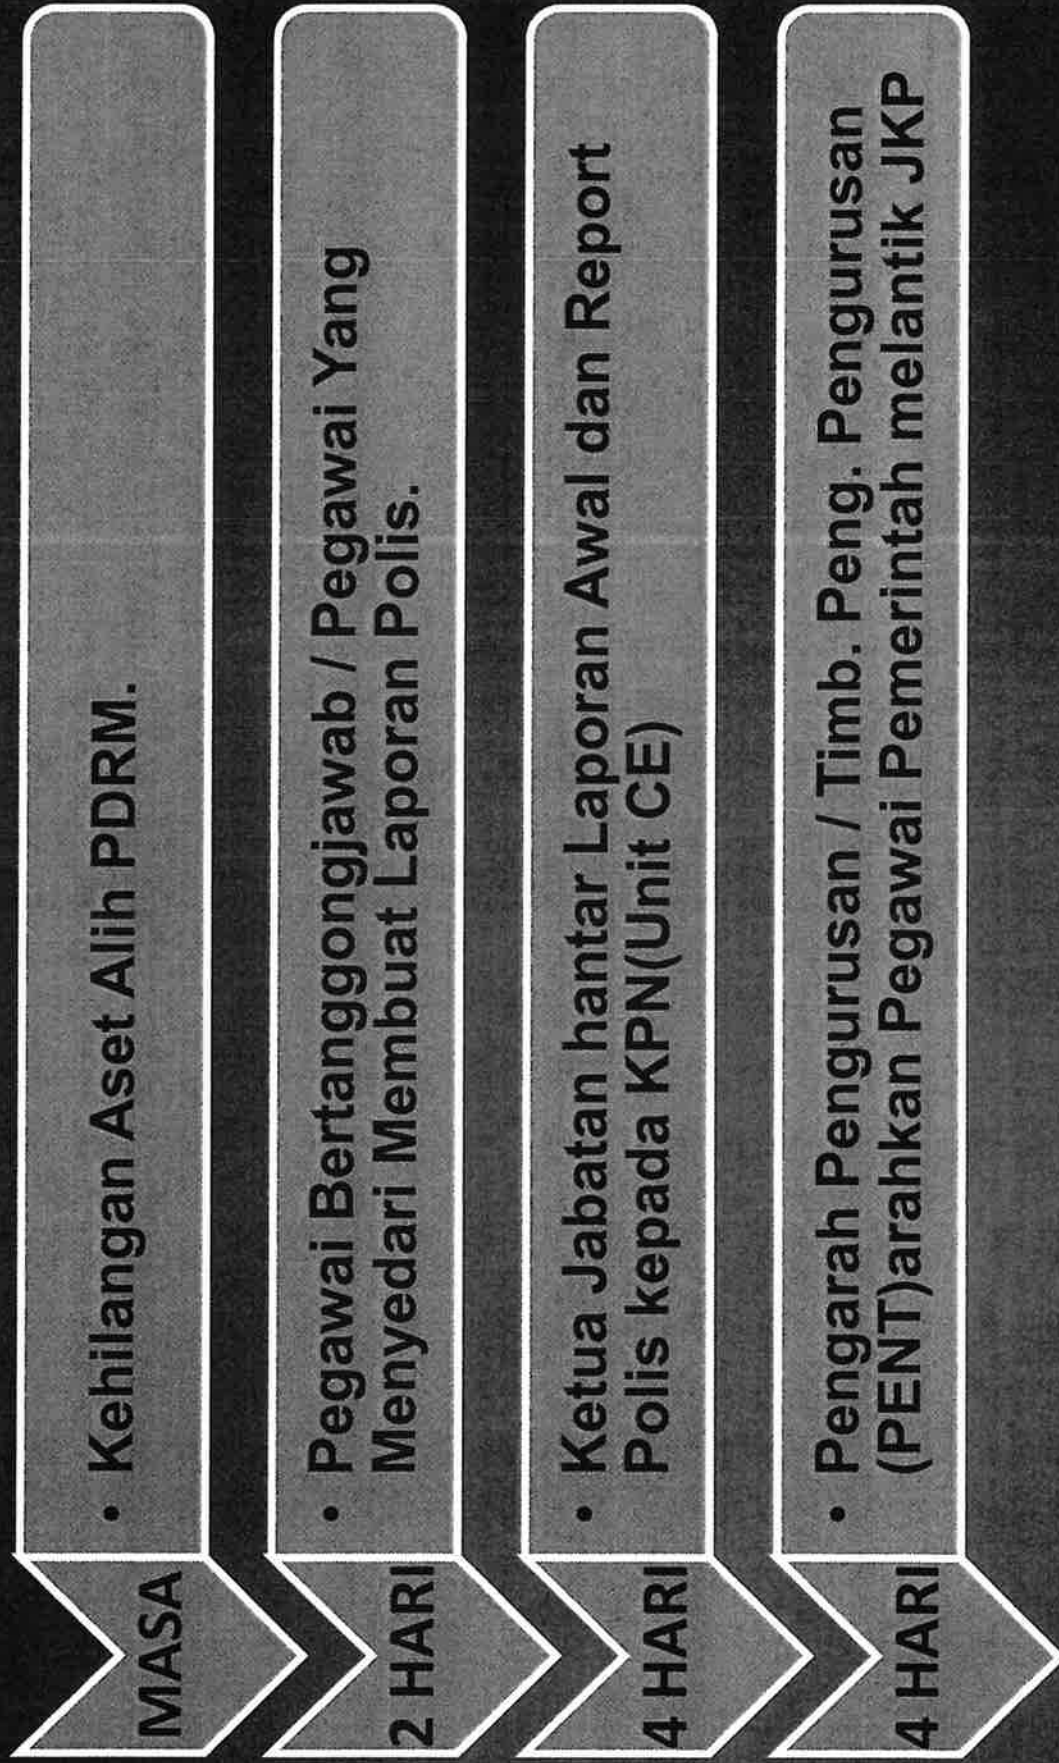 MASA
• Kehilangan Aset Alih PDRM.
2 HARI
• Pegawai Bertanggongjawab / Pegawai Yang
Menyedari Membuat Laporan Polis.
4 HARI
• Ketua Jabatan hantar Laporan Awal dan Report
Polis kepada KPN(Unit CE)
4 HARI
• Pengarah Pengurusan / Timb. Peng. Pengurusan
(PENT)arahkan Pegawai Pemerintah melantik JKP